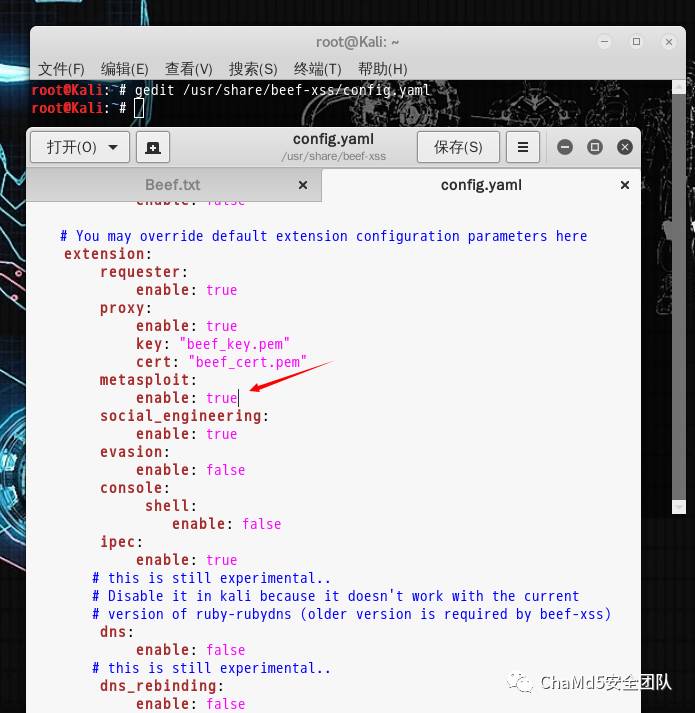 root@Kali: ~
文件(F) 编辑(E) 查看(V) 搜索(S) 终端(T) 帮助(H)
root@Kali:~# gedit /usr/share/beef-xss/config.yaml
root@Kali:~#
打开(O)
config.yaml
/usr/share/beef-xss
保存(S)
Beef.txt
config.yaml
enable: false
# You may override default extension configuration parameters here
extension:
requester:
enable: true
proxy:
enable: true
key: "beef_key.pem"
cert: "beef_cert.pem"
metasploit:
enable: true
social_engineering:
enable: true
evasion:
enable: false
console:
shell:
enable: false
ipec:
enable: true
# this is still experimental..
# Disable it in kali because it doesn't work with the current
# version of ruby-rubydns (older version is required by beef-xss)
dns:
enable: false
# this is still experimental..
dns_rebinding:
enable: false
ChaMd5安全团队